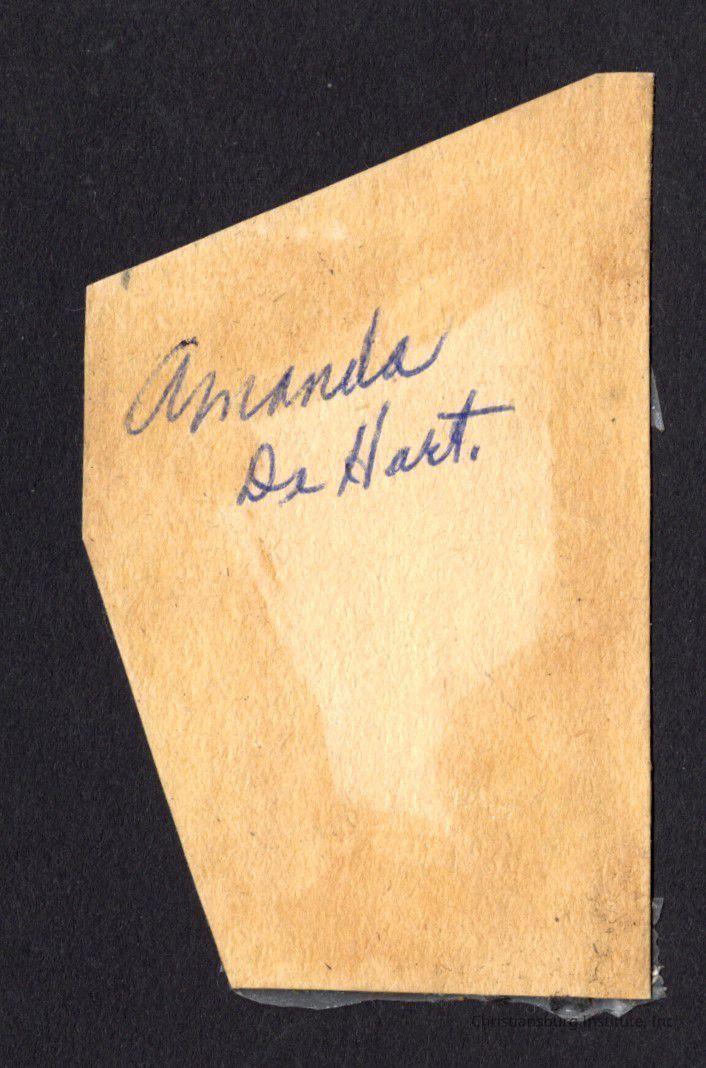 Amanda
De Hart.
Christiansburg Institute, Inc.